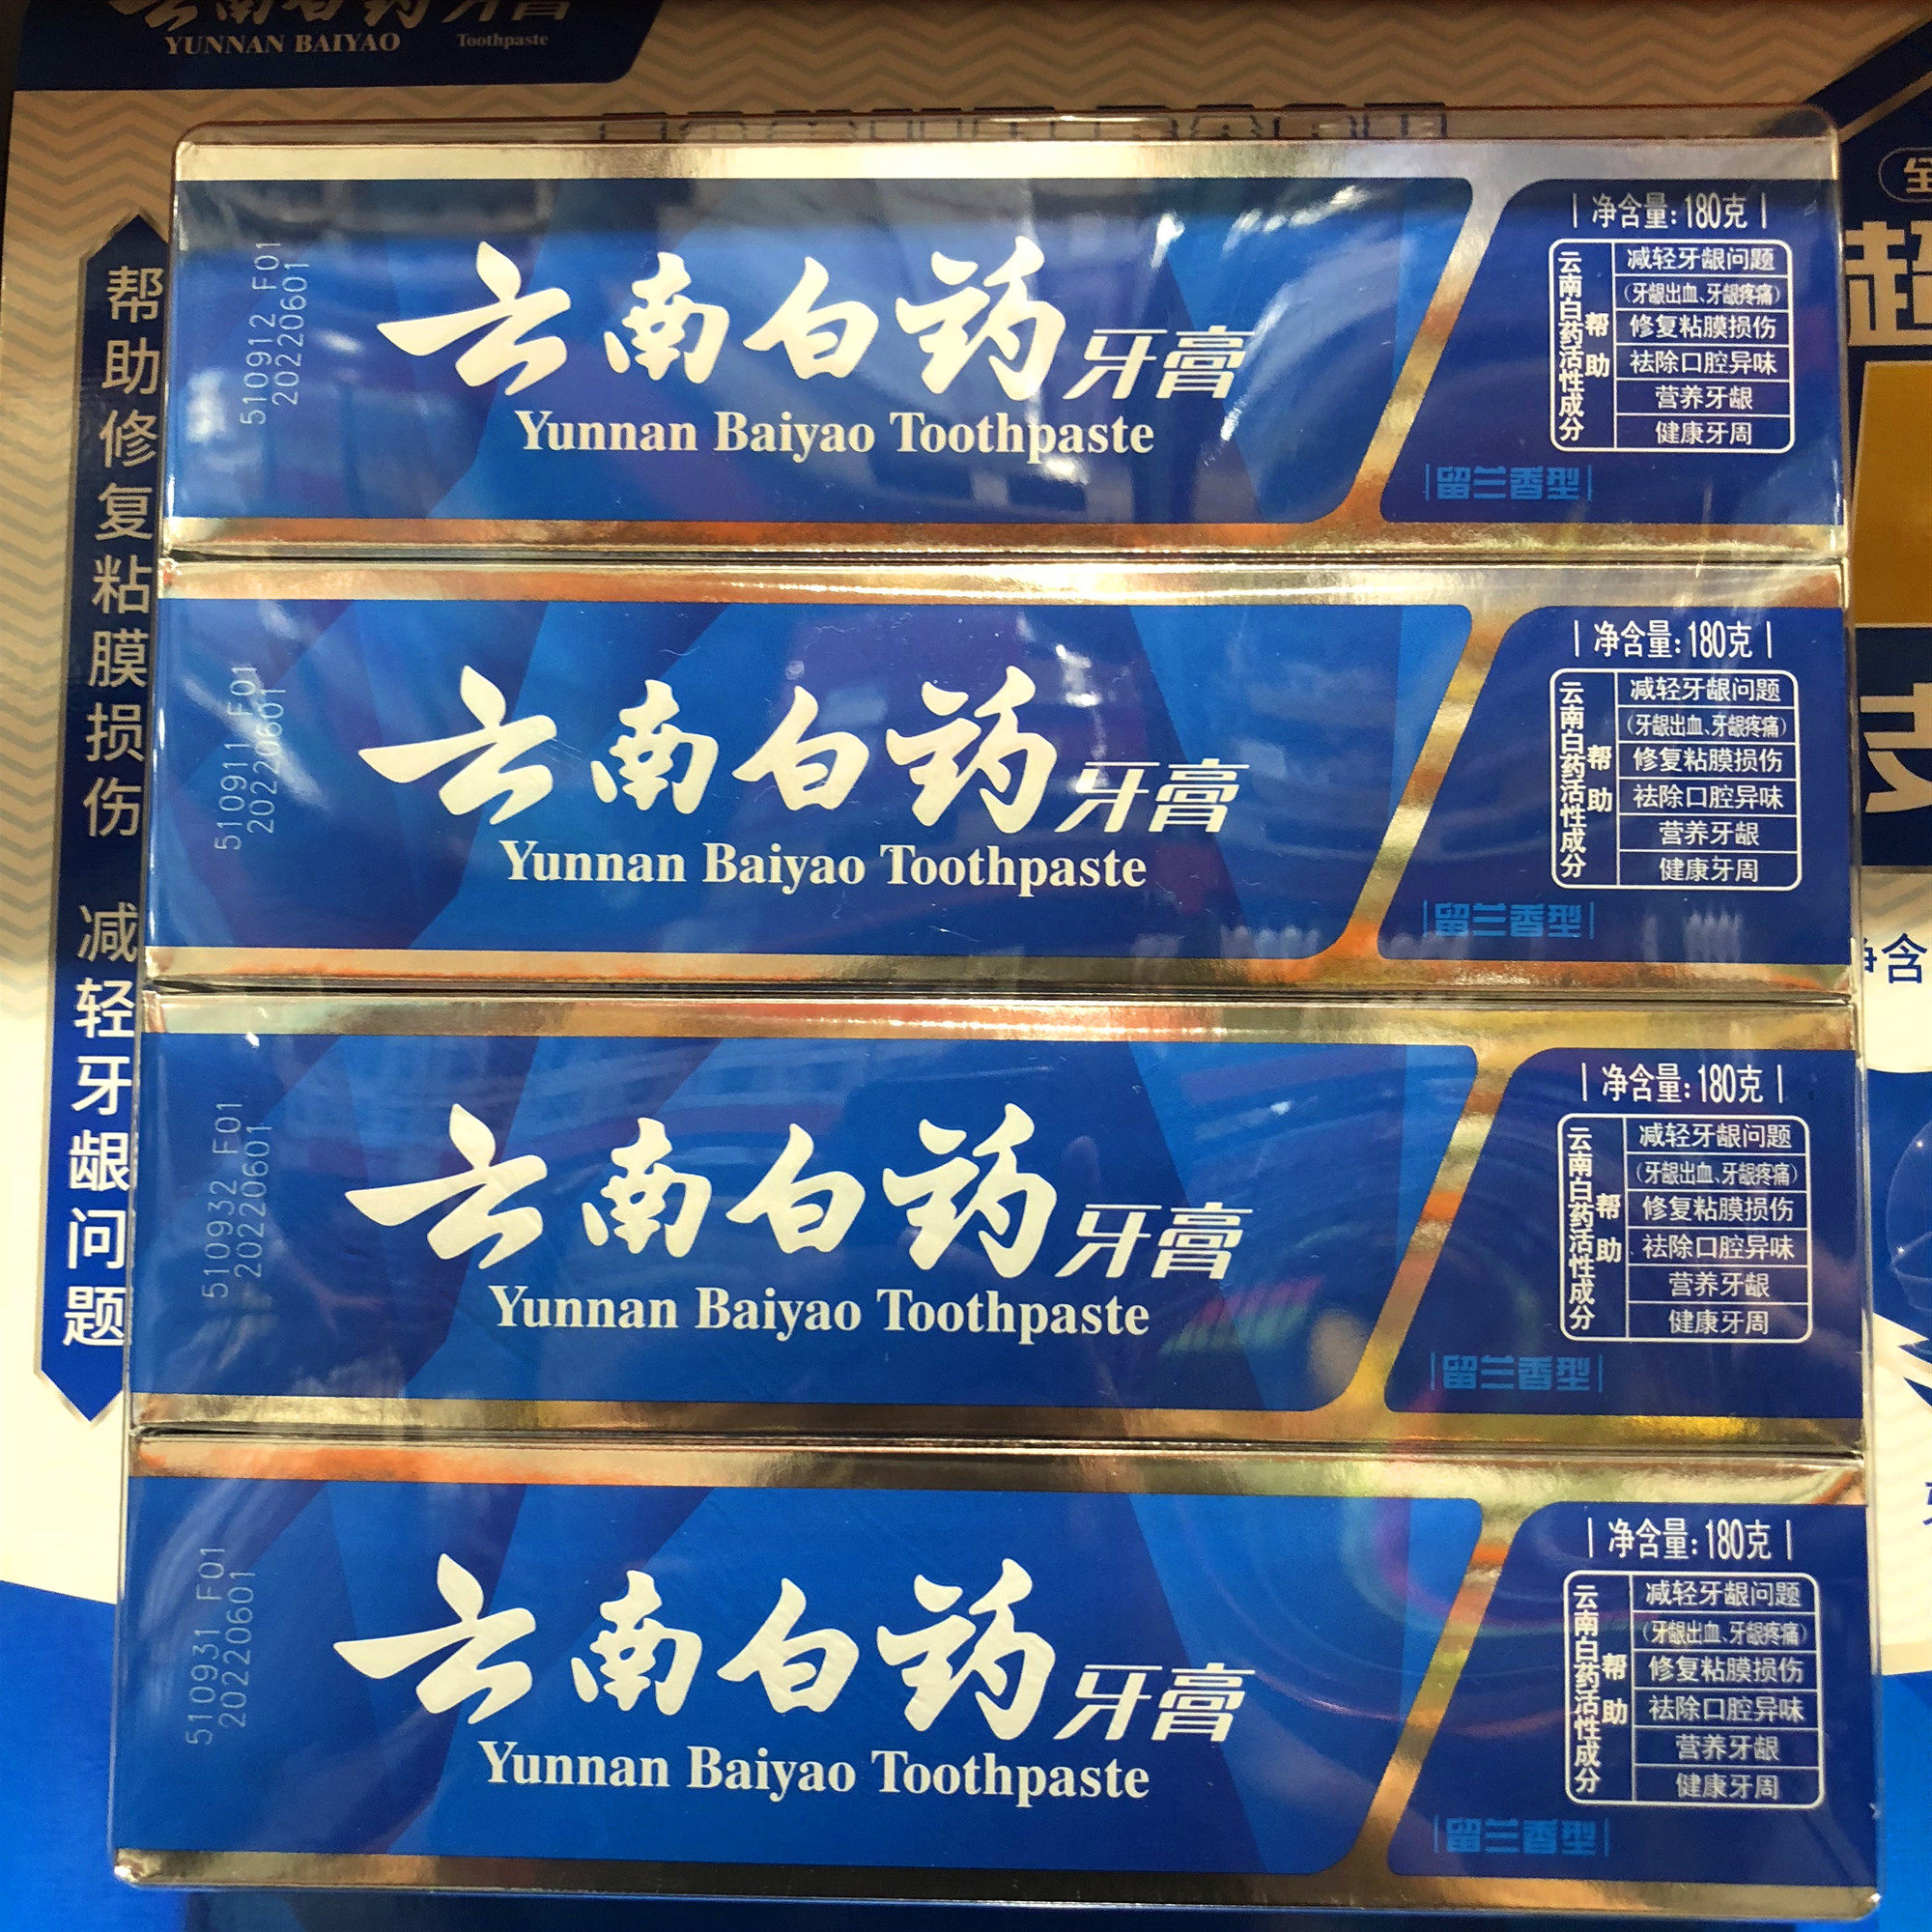 云南白药牙膏
YUNNAN BAIYAO Toothpaste
帮助修复粘膜损伤 减轻牙龈问题
510912 F01
20220601
云南白药牙膏
Yunnan Baiyao Toothpaste
净含量:180克
云南白药活性成分
帮助
减轻牙龈问题
(牙龈出血、牙龈疼痛)
修复粘膜损伤
祛除口腔异味
营养牙龈
健康牙周
留兰香型
510911 F01
20220601
云南白药牙膏
Yunnan Baiyao Toothpaste
净含量:180克
云南白药活性成分
帮助
减轻牙龈问题
(牙龈出血、牙龈疼痛)
修复粘膜损伤
祛除口腔异味
营养牙龈
健康牙周
留兰香型
510932 F01
20220601
云南白药牙膏
Yunnan Baiyao Toothpaste
净含量:180克
云南白药活性成分
帮助
减轻牙龈问题
(牙龈出血、牙龈疼痛)
修复粘膜损伤
祛除口腔异味
营养牙龈
健康牙周
留兰香型
510931 F01
20220601
云南白药牙膏
Yunnan Baiyao Toothpaste
净含量:180克
云南白药活性成分
帮助
减轻牙龈问题
(牙龈出血、牙龈疼痛)
修复粘膜损伤
祛除口腔异味
营养牙龈
健康牙周
留兰香型
净含